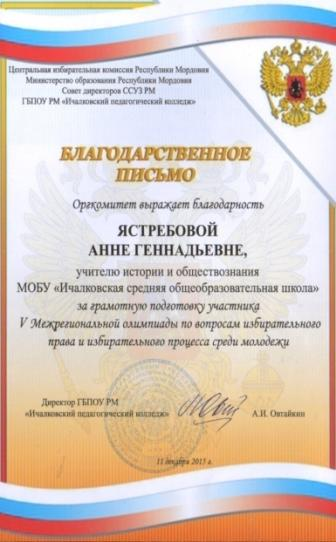 Центральная избирательная комиссия Республики Мордовия
Министерство образования Республики Мордовия
Совет директоров ССУЗ РМ
ГБПОУ РМ «Ичалковский педагогический колледж»
БЛАГОДАРСТВЕННОЕ
ПИСЬМО
Оргкомитет выражает благодарность
ЯСТРЕБОВОЙ
АННЕ ГЕННАДЬЕВНЕ,
учителю истории и обществознания
МОБУ «Ичалковская средняя общеобразовательная школа»
за грамотную подготовку участника
V Межрегиональной олимпиады по вопросам избирательного
права и избирательного процесса среди молодежи
Директор ГБПОУ РМ
«Ичалковский педагогический колледж» А.И. Овтайкин
11 декабря 2015 г.